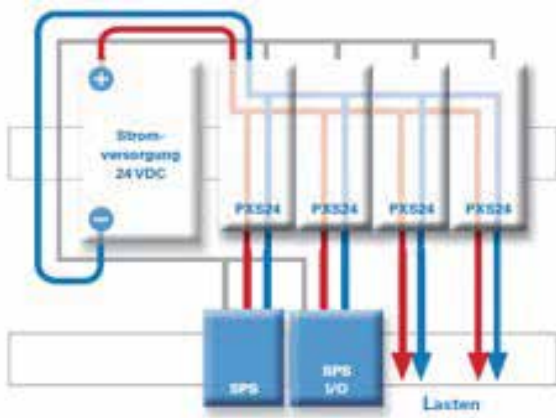 +
Strom-
versorgung
24 VDC
−
PXS24
PXS24
PXS24
PXS24
SPS
SPS
I/O
Lasten